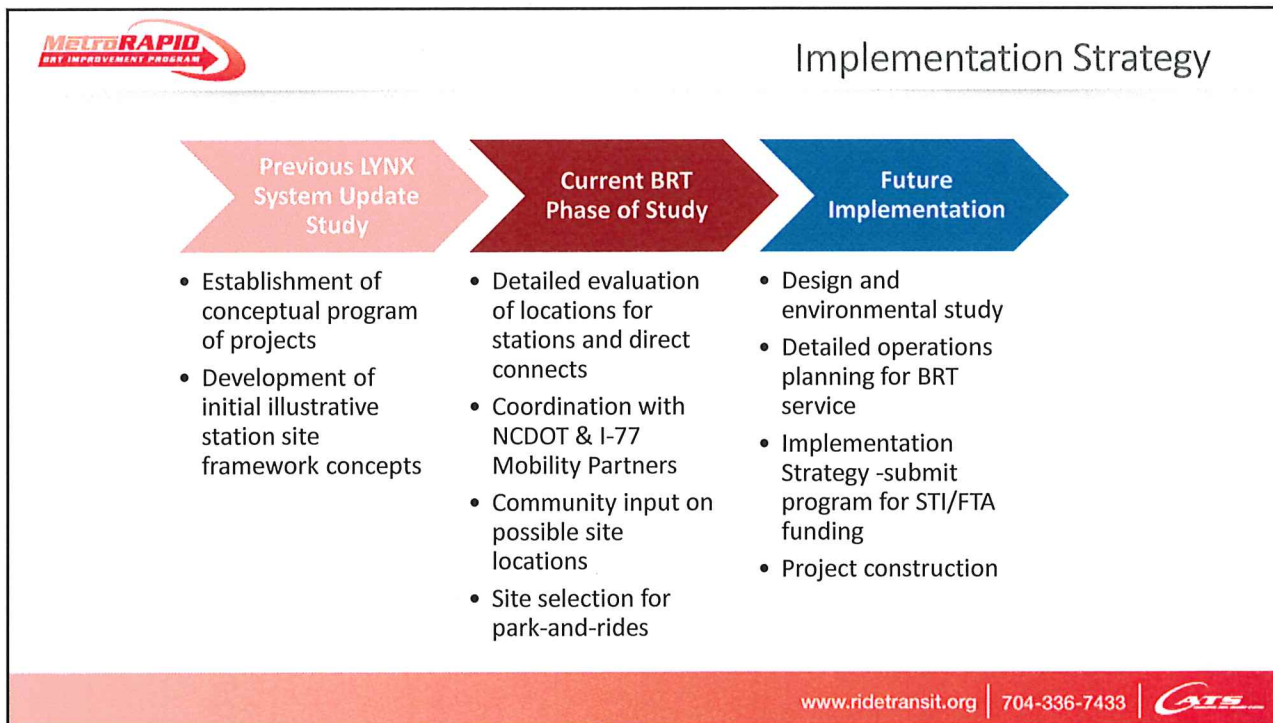 MetroRAPID
BRT IMPROVEMENT PROGRAM
Implementation Strategy
Previous LYNX
System Update
Study
• Establishment of
conceptual program
of projects
• Development of
initial illustrative
station site
framework concepts
Current BRT
Phase of Study
• Detailed evaluation
of locations for
stations and direct
connects
• Coordination with
NCDOT & I-77
Mobility Partners
• Community input on
possible site
locations
• Site selection for
park-and-rides
Future
Implementation
• Design and
environmental study
• Detailed operations
planning for BRT
service
• Implementation
Strategy -submit
program for STI/FTA
funding
• Project construction
www.ridetransit.org | 704-336-7433 | CATS